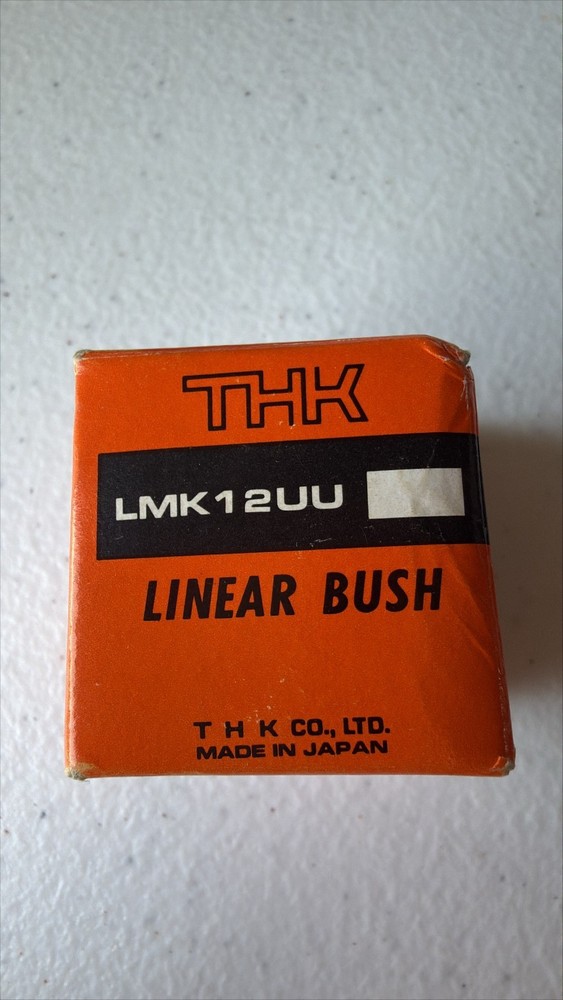 THK
LMK12UU
LINEAR BUSH
T H K CO., LTD.
MADE IN JAPAN